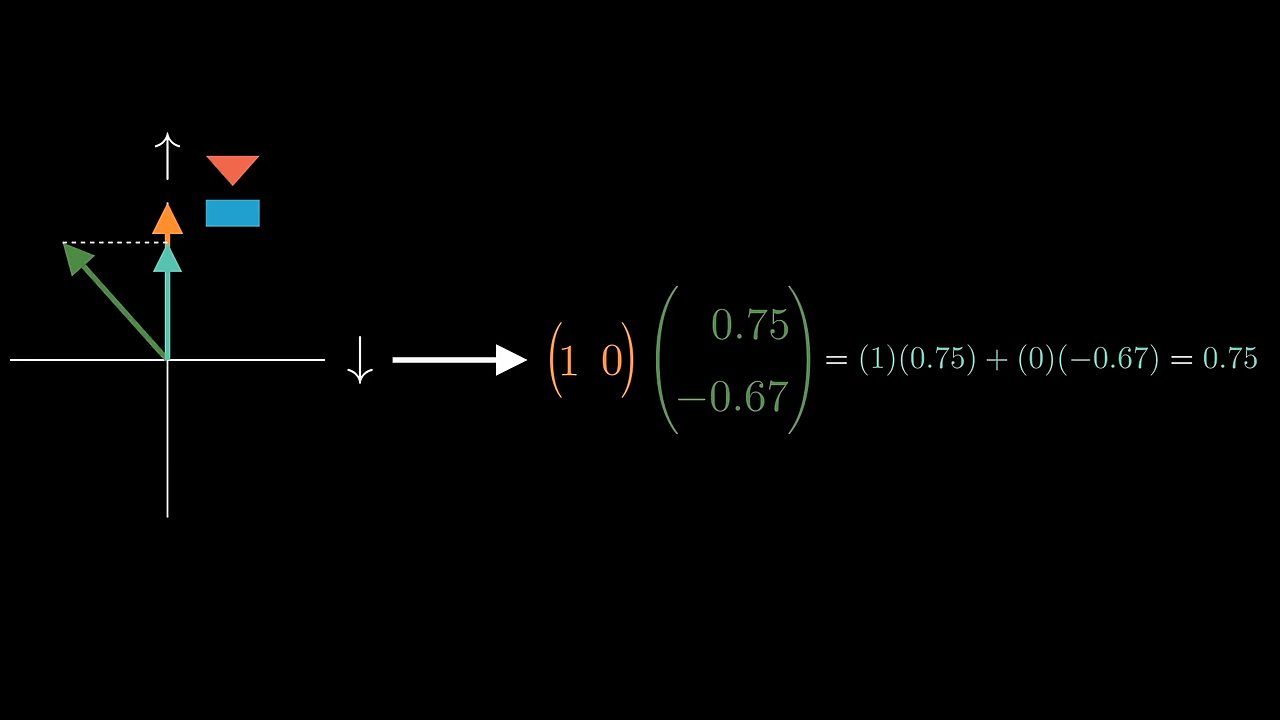 (1 0) (0.75 −0.67) = (1)(0.75) + (0)(−0.67) = 0.75